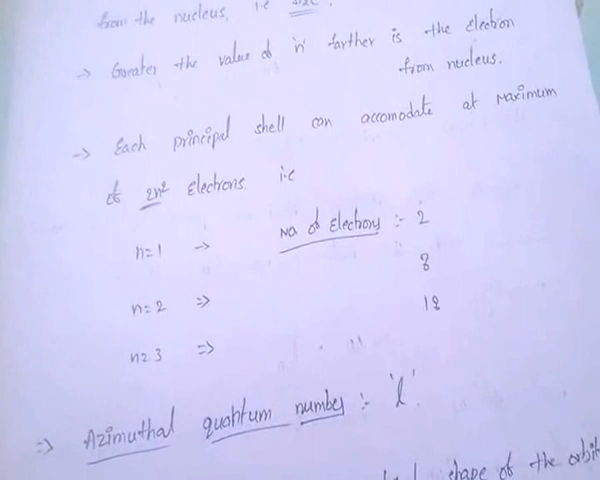 from the nucleus, i.e size.
-> Greater the value of 'n' farther is the electron
from nucleus.
-> Each principal shell can accomodate at maximum
of 2n² electrons. i.e
n=1 -> No. of Electrons :- 2
8
n=2 =>
18
n=3 =>
=> Azimuthal quantum number :- 'l'.
shape of the orbit